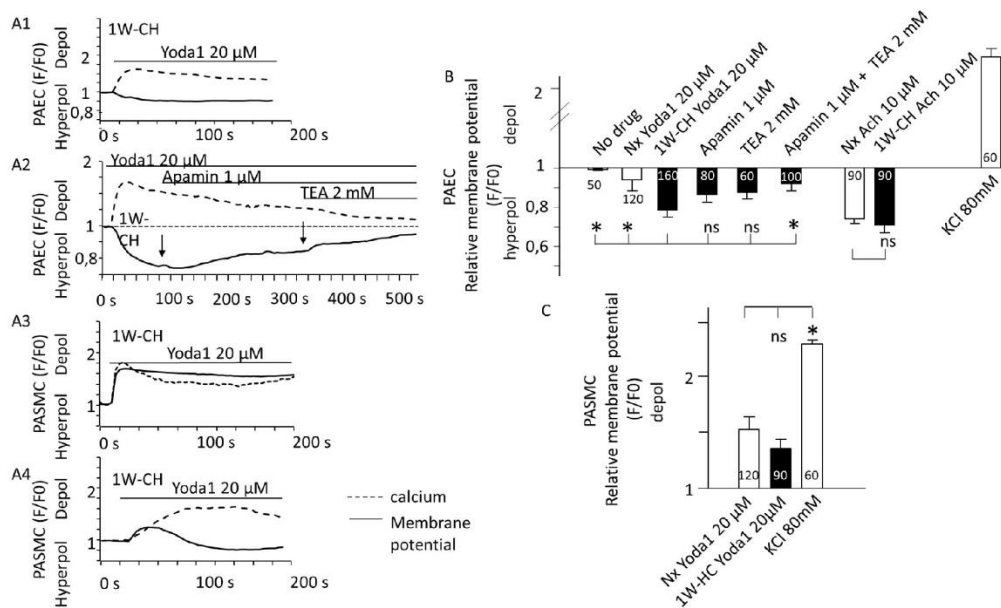 A1
1W-CH
Yoda1 20 µM
PAEC (F/F0)
Hyperpol Depol
2
1
0,8
0 s 100 s 200 s
A2
Yoda1 20 µM
Apamin 1 µM
TEA 2 mM
1W-
CH
PAEC (F/F0)
Hyperpol Depol
2
1
0,8
0 s 100 s 200 s 300 s 400 s 500 s
A3
1W-CH
Yoda1 20 µM
PASMC (F/F0)
Hyperpol Depol
2
1
0 s 100 s 200 s
A4
1W-CH
Yoda1 20 µM
PASMC (F/F0)
Hyperpol Depol
2
1
0 s 100 s 200 s
calcium
Membrane
potential
B
PAEC
Relative membrane potential
(F/F0)
hyperpol depol
2
1
0,8
0,6
No drug
Nx Yoda1 20 µM
1W-CH Yoda1 20 µM
Apamin 1 µM
TEA 2 mM
Apamin 1 µM + TEA 2 mM
Nx Ach 10 µM
1W-CH Ach 10 µM
KCl 80mM
50 120 160 80 60 100 90 90 60
* * ns ns * ns
C
PASMC
Relative membrane potential
(F/F0)
depol
2
1
ns *
120 90 60
Nx Yoda1 20 µM
1W-HC Yoda1 20µM
KCl 80mM